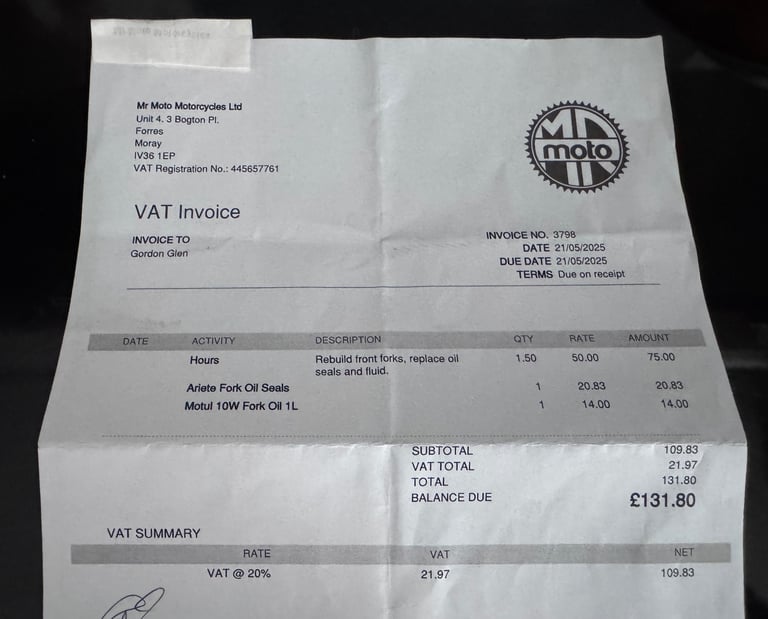 Mr Moto Motorcycles Ltd
Unit 4. 3 Bogton Pl.
Forres
Moray
IV36 1EP
VAT Registration No.: 445657761
MR
moto
VAT Invoice
INVOICE TO
Gordon Glen
INVOICE NO. 3798
DATE 21/05/2025
DUE DATE 21/05/2025
TERMS Due on receipt
DATE ACTIVITY DESCRIPTION QTY RATE AMOUNT
Hours Rebuild front forks, replace oil seals and fluid. 1.50 50.00 75.00
Ariete Fork Oil Seals 1 20.83 20.83
Motul 10W Fork Oil 1L 1 14.00 14.00
SUBTOTAL 109.83
VAT TOTAL 21.97
TOTAL 131.80
BALANCE DUE £131.80
VAT SUMMARY
RATE VAT NET
VAT @ 20% 21.97 109.83